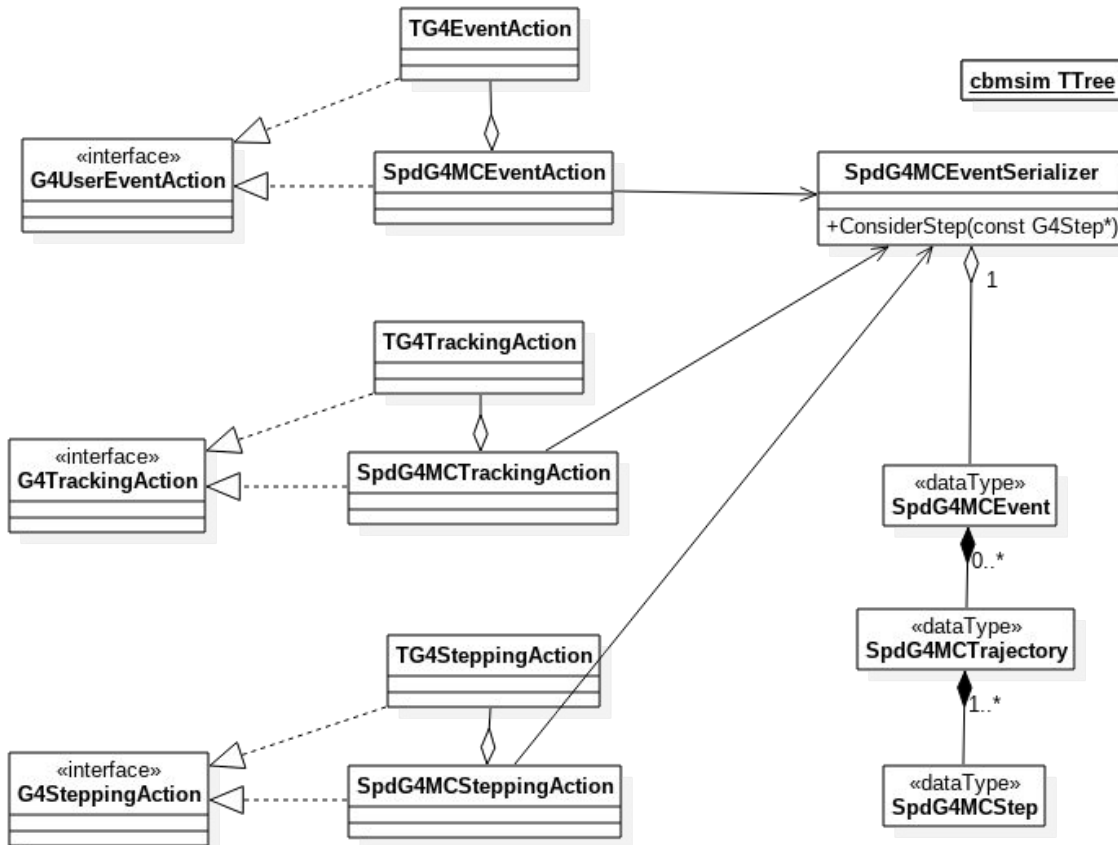 TG4EventAction
cbmsim TTree
«interface»
G4UserEventAction
SpdG4MCEventAction
SpdG4MCEventSerializer
+ConsiderStep(const G4Step*)
1
TG4TrackingAction
«interface»
G4TrackingAction
SpdG4MCTrackingAction
«dataType»
SpdG4MCEvent
0..*
«dataType»
SpdG4MCTrajectory
1..*
TG4SteppingAction
«interface»
G4SteppingAction
SpdG4MCSteppingAction
«dataType»
SpdG4MCStep